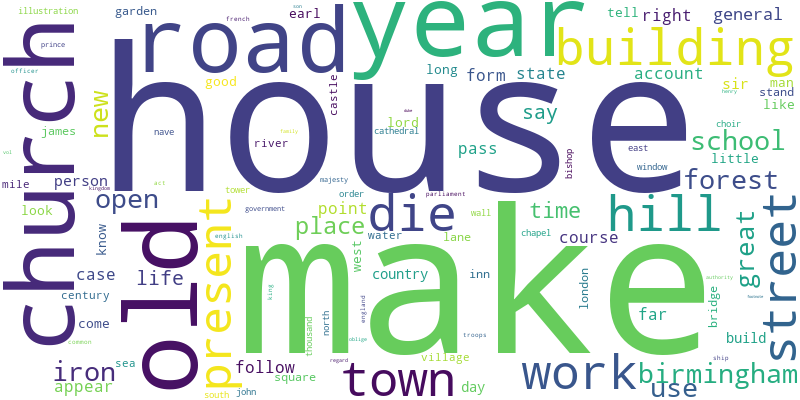 illustration
garden
french
son
earl
tell
right
general
prince
road
year
building
officer
good
castle
long
form
state
account
sir
man
stand
like
henry
church
new
house
say
lord
duke
cathedral
choir
james
nave
river
family
pass
bishop
east
window
school
little
vol
mile
person
act
tower
majesty
order
parliament
forest
kingdom
look
open
old
present
government
point
die
time
hill
street
great
know
english
place
west
water
wall
lane
chapel
course
case
life
country
inn
london
far
bridge
authority
century
king
england
footnote
come
thousand
north
troops
build
common
make
oblige
village
regard
ship
iron
sea
follow
town
work
birmingham
appear
south
john
square
day
use